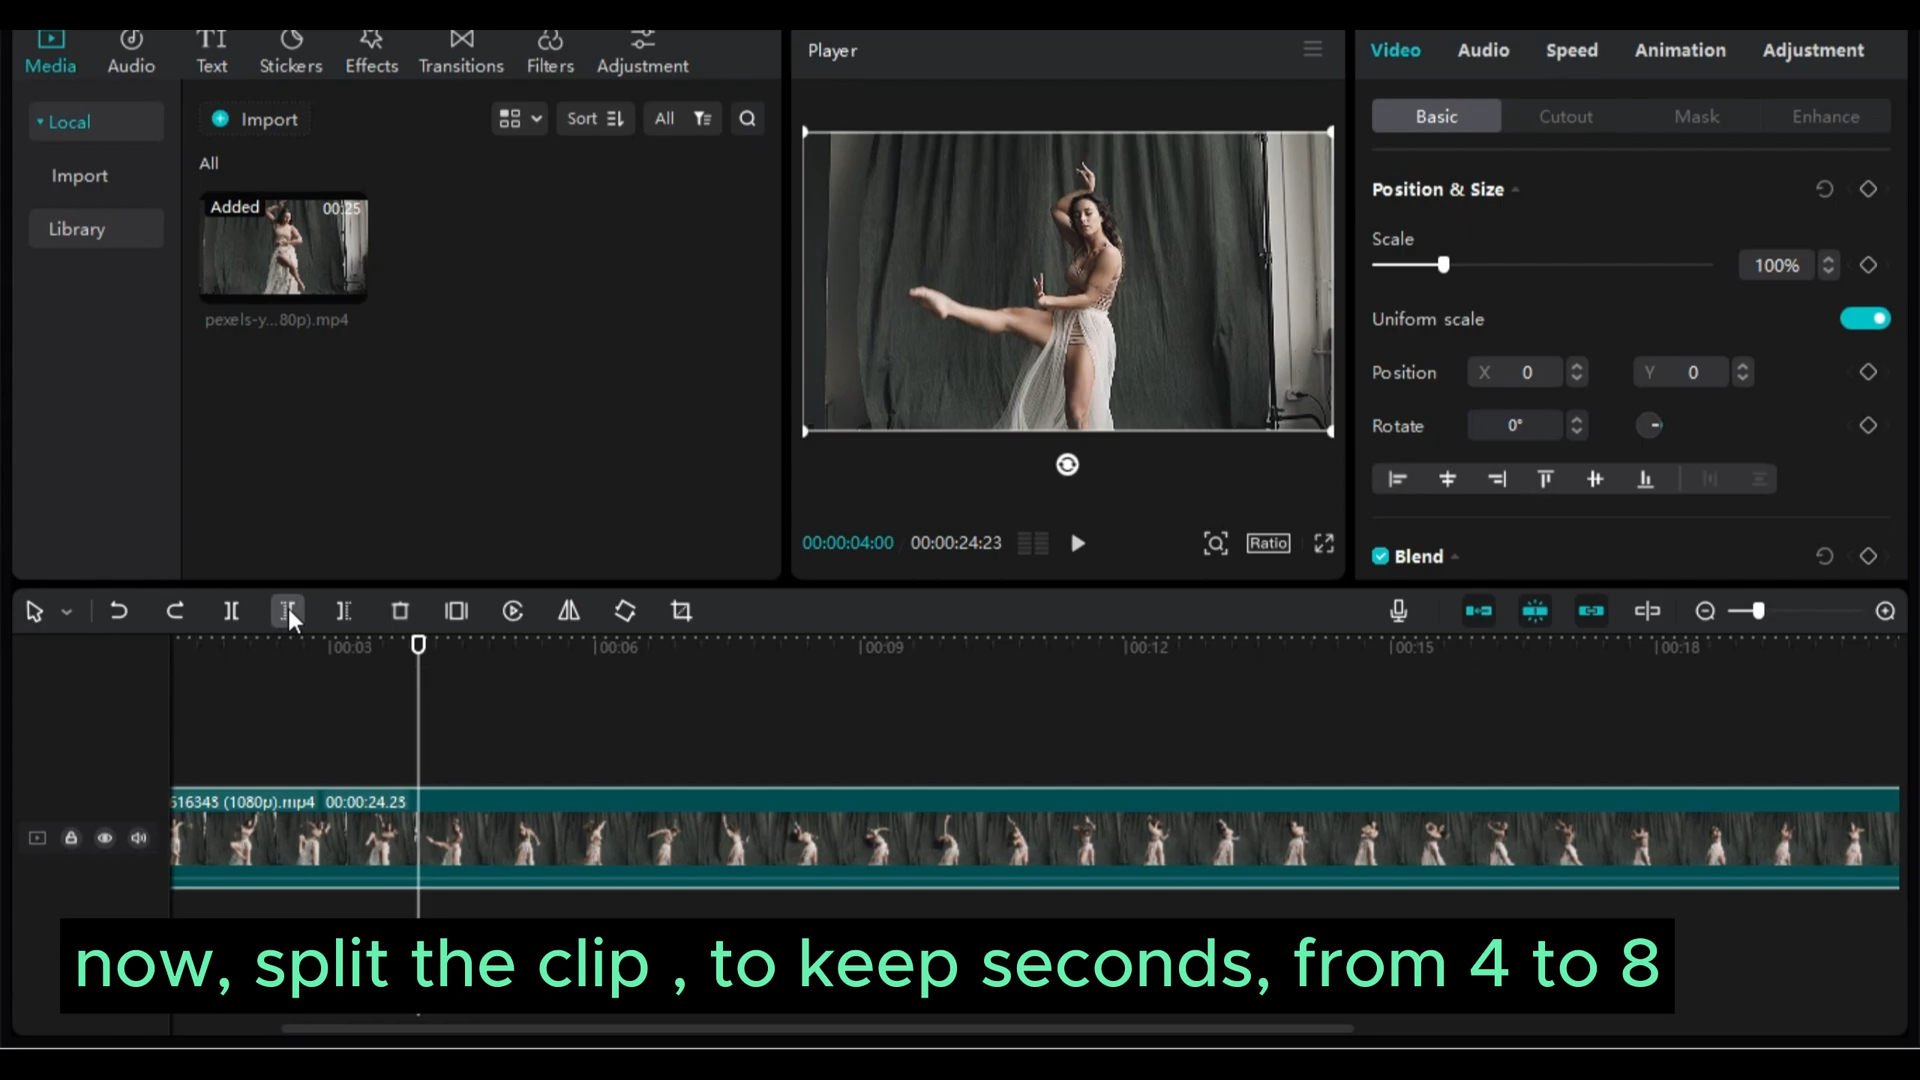 Media Audio Text Stickers Effects Transitions Filters Adjustment
Local
Import
Library
Import
Sort All
All
Added 00:25
pexels-y...80p).mp4
Player
00:00:04:00 00:00:24:23
Ratio
Video Audio Speed Animation Adjustment
Basic Cutout Mask Enhance
Position & Size
Scale
100%
Uniform scale
Position X 0 Y 0
Rotate 0°
Blend
00:03 00:06 00:09 00:12 00:15 00:18
616343 (1080p).mp4 00:00:24:23
now, split the clip , to keep seconds, from 4 to 8